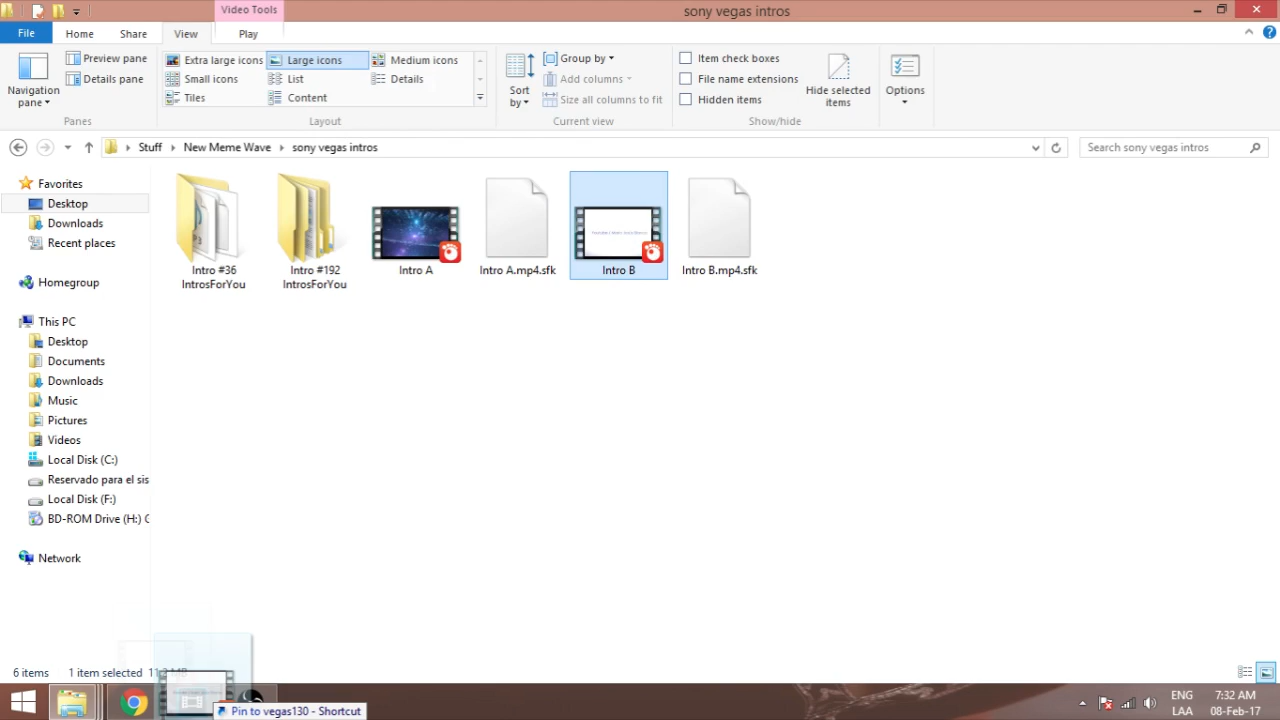 Video Tools
sony vegas intros
File
Home
Share
View
Play
Navigation pane
Preview pane
Details pane
Panes
Extra large icons
Large icons
Medium icons
Small icons
List
Details
Tiles
Content
Layout
Sort by
Group by
Add columns
Size all columns to fit
Current view
Item check boxes
File name extensions
Hidden items
Hide selected items
Show/hide
Options
Stuff
New Meme Wave
sony vegas intros
Search sony vegas intros
Favorites
Desktop
Downloads
Recent places
Homegroup
This PC
Desktop
Documents
Downloads
Music
Pictures
Videos
Local Disk (C:)
Reservado para el sis
Local Disk (F:)
BD-ROM Drive (H:) C
Network
Intro #36
IntrosForYou
Intro #192
IntrosForYou
Intro A
Intro A.mp4.sfk
Intro B
Intro B.mp4.sfk
6 items
1 item selected
Pin to vegas130 - Shortcut
ENG
LAA
7:32 AM
08-Feb-17